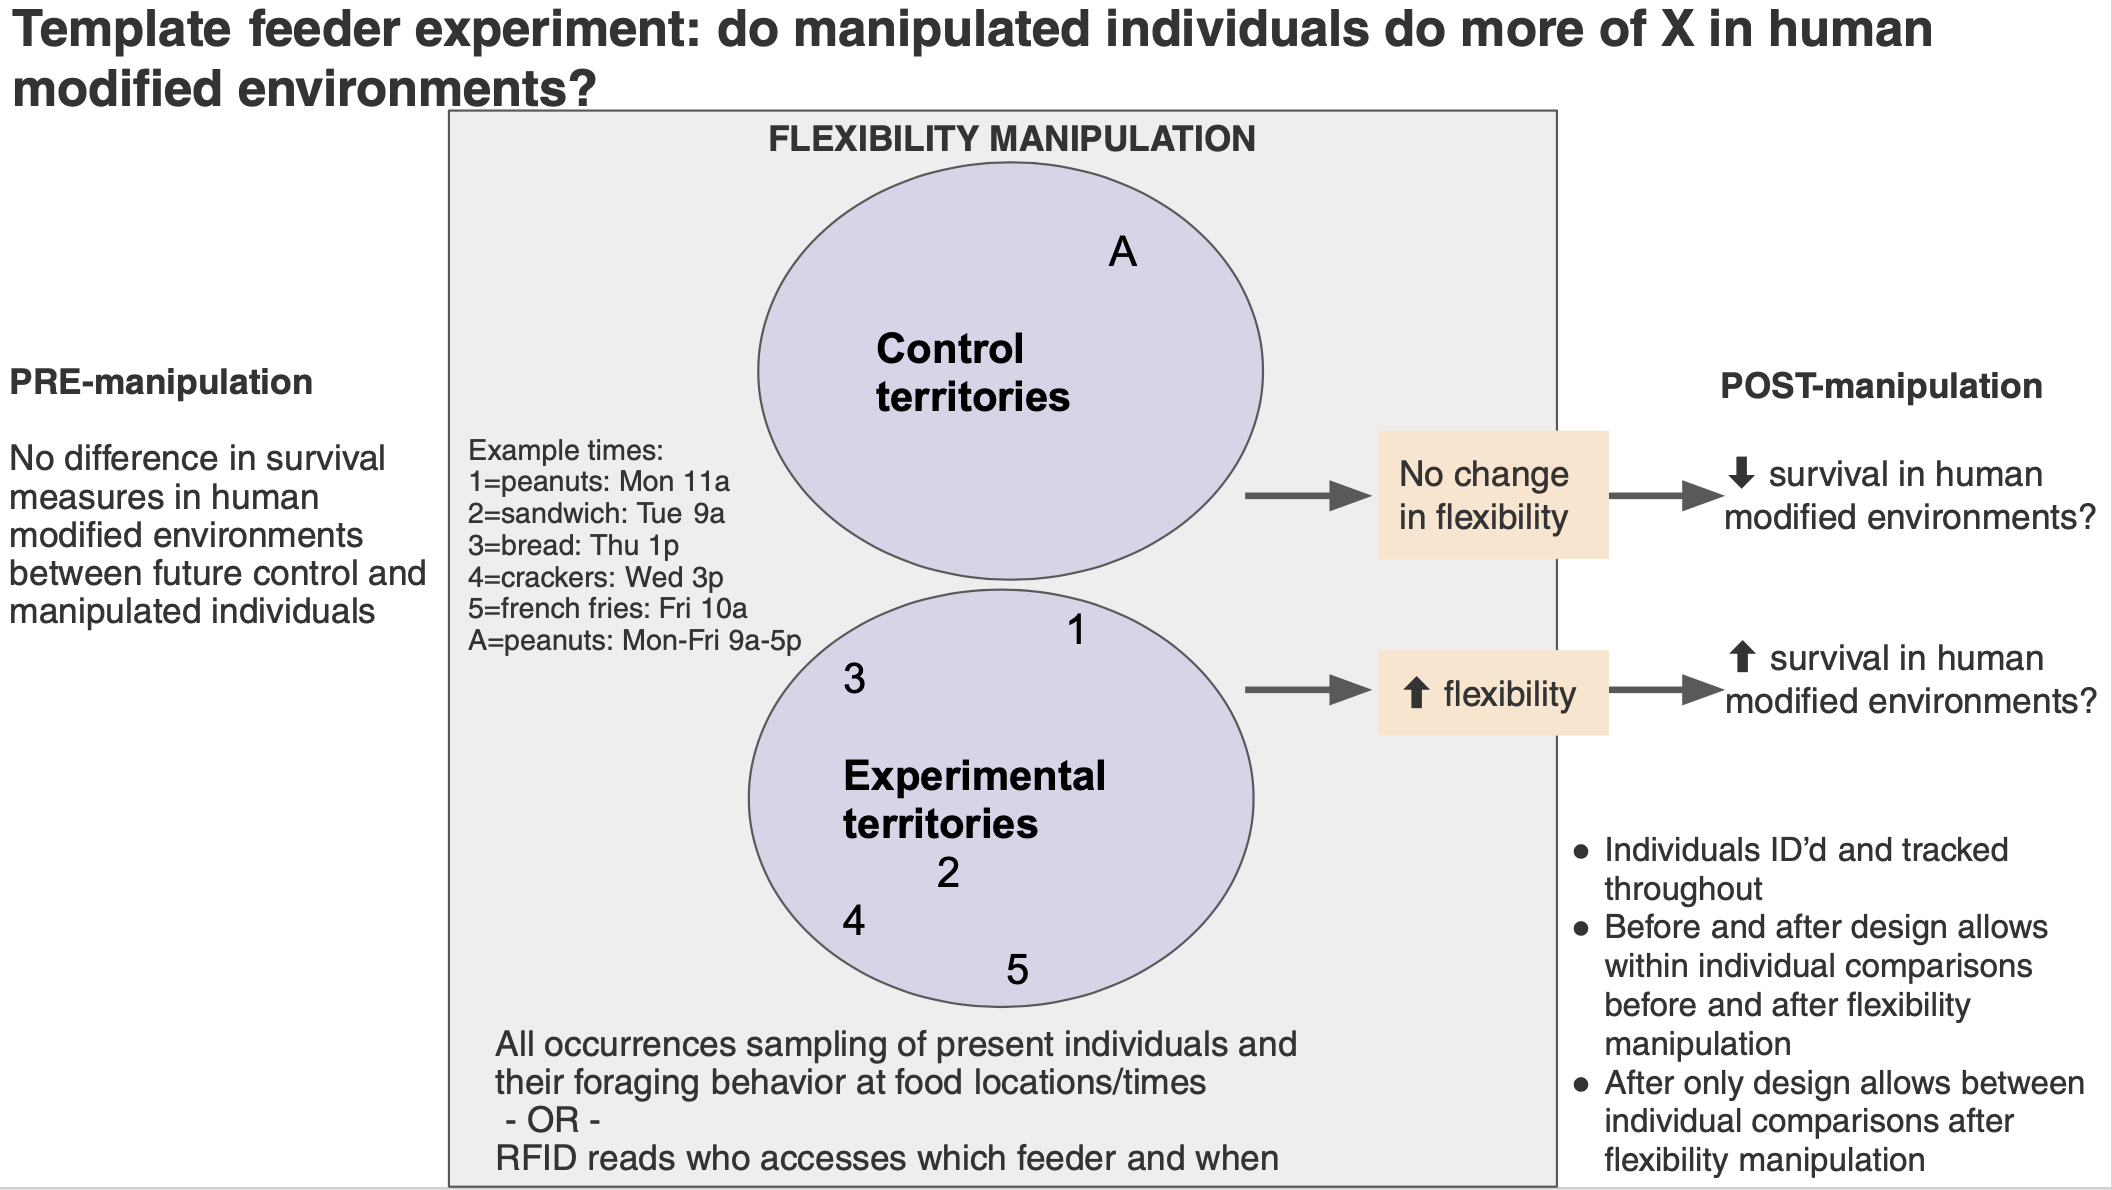 Template feeder experiment: do manipulated individuals do more of X in human
modified environments?
FLEXIBILITY MANIPULATION
A
Control
territories
PRE-manipulation
No difference in survival
measures in human
modified environments
between future control and
manipulated individuals
Example times:
1=peanuts: Mon 11a
2=sandwich: Tue 9a
3=bread: Thu 1p
4=crackers: Wed 3p
5=french fries: Fri 10a
A=peanuts: Mon-Fri 9a-5p
1
3
Experimental
territories
2
4
5
No change
in flexibility
⬆ flexibility
POST-manipulation
⬇ survival in human
modified environments?
⬆ survival in human
modified environments?
All occurrences sampling of present individuals and
their foraging behavior at food locations/times
- OR -
RFID reads who accesses which feeder and when
● Individuals ID’d and tracked
throughout
● Before and after design allows
within individual comparisons
before and after flexibility
manipulation
● After only design allows between
individual comparisons after
flexibility manipulation